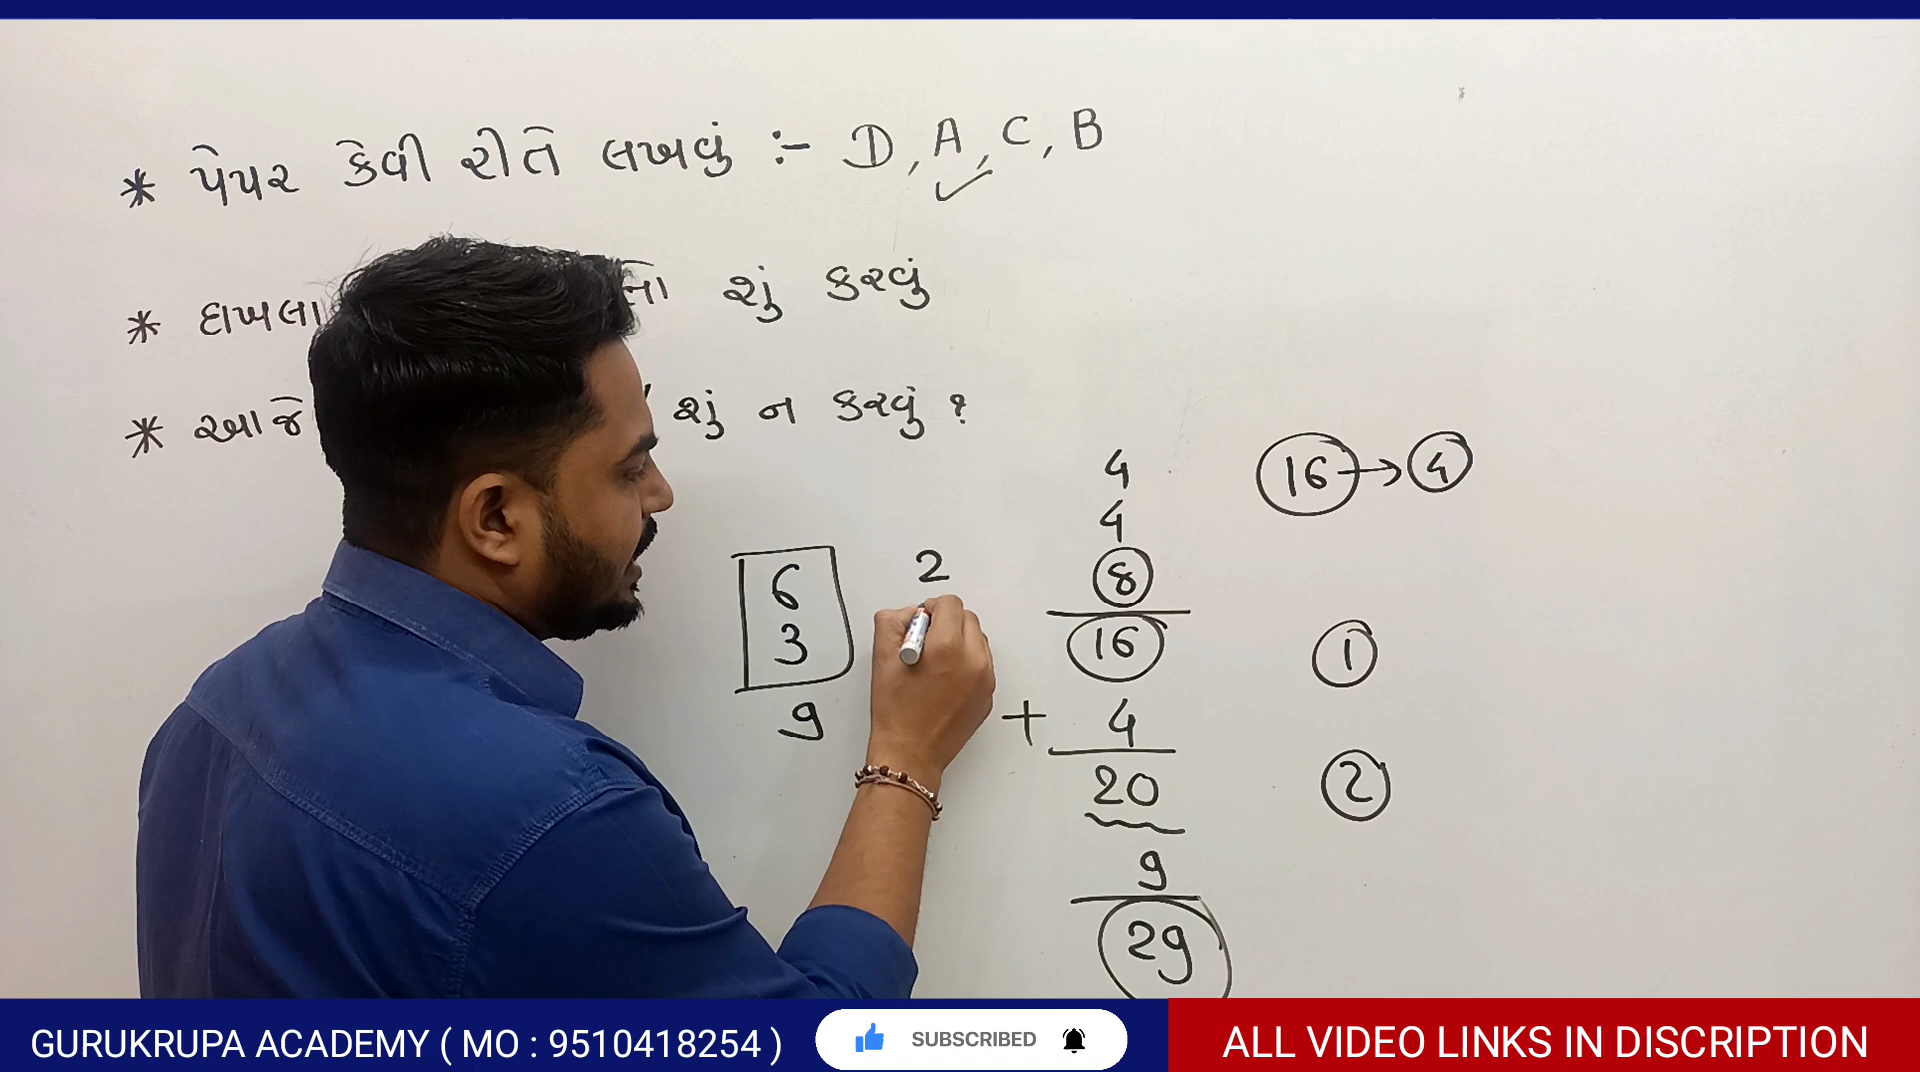 * પેપર કેવી રીતે લખવું :- D, A, C, B
* દાખલા શું કરવું
* આજે શું ન કરવું ?
4
4
8
16
+ 4
20
9
29
16 → 4
1
2
6
3
9
2
GURUKRUPA ACADEMY ( MO : 9510418254 )
SUBSCRIBED
ALL VIDEO LINKS IN DISCRIPTION